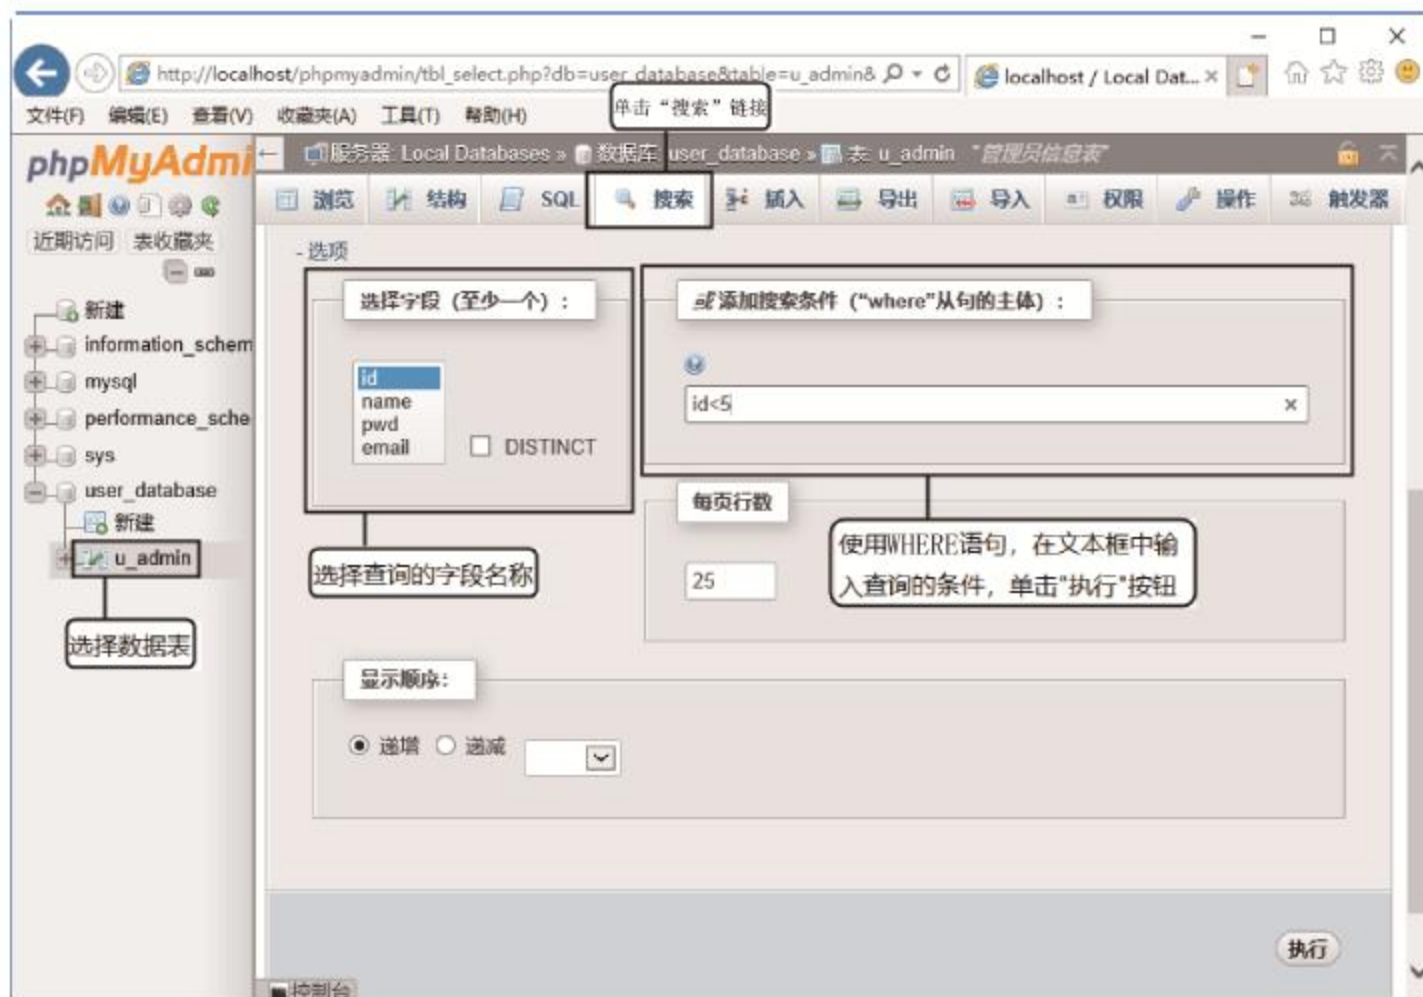 http://localhost/phpmyadmin/tbl_select.php?db=user_database&table=u_admin&
localhost / Local Dat...
文件(F) 编辑(E) 查看(V) 收藏夹(A) 工具(T) 帮助(H)
单击“搜索”链接
phpMyAdmi
服务器: Local Databases » 数据库: user_database » 表: u_admin "管理员信息表"
浏览 结构 SQL 搜索 插入 导出 导入 权限 操作 触发器
近期访问 表收藏夹
新建
information_schem
mysql
performance_sche
sys
user_database
新建
u_admin
选择数据表
- 选项
选择字段 (至少一个) :
id
name
pwd
email
DISTINCT
选择查询的字段名称
或 添加搜索条件 (“where”从句的主体) :
id<5
每页行数
25
使用WHERE语句，在文本框中输
入查询的条件，单击"执行"按钮
显示顺序:
递增 递减
执行
控制台